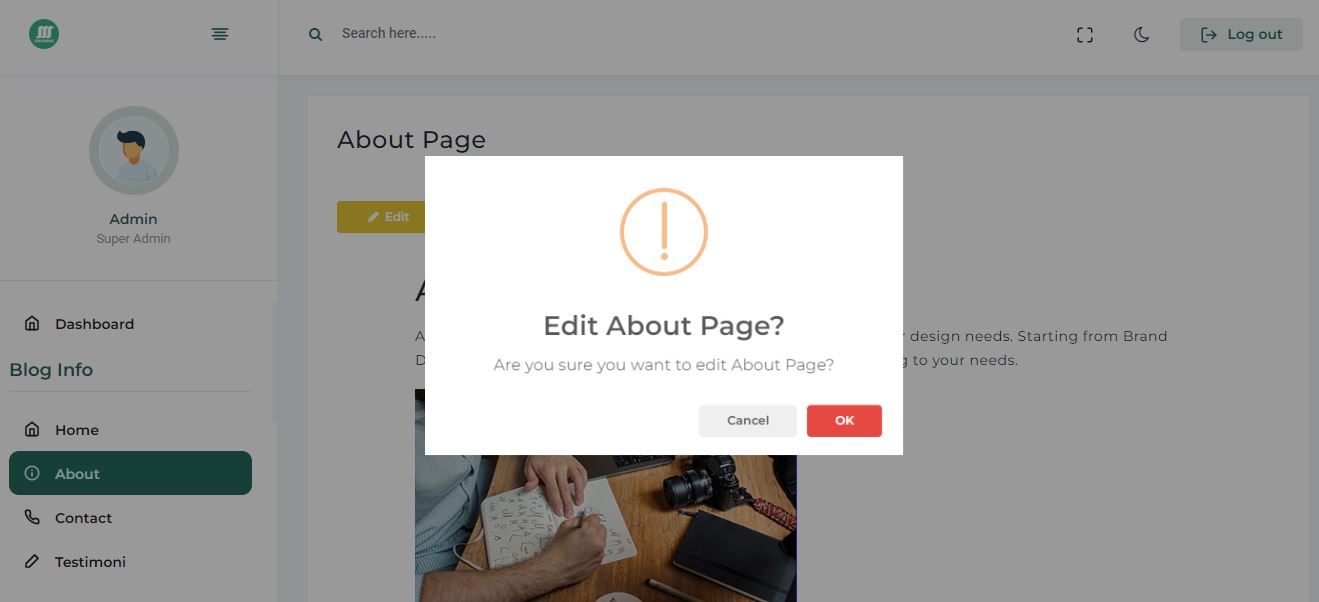 Search here.....
Log out
Admin
Super Admin
Dashboard
Blog Info
Home
About
Contact
Testimoni
About Page
Edit
design needs. Starting from Brand
to your needs.
Edit About Page?
Are you sure you want to edit About Page?
Cancel
OK